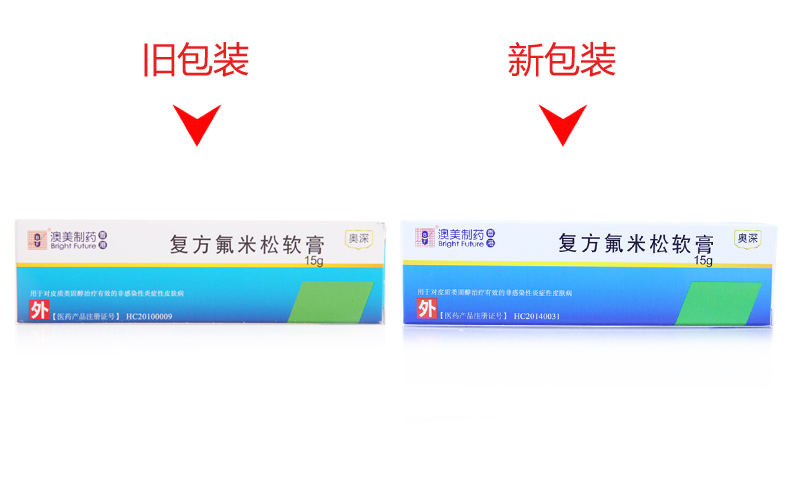 旧包装
新包装
澳美制药 香港
Bright Future
复方氟米松软膏
15g
奥深
用于对皮质类固醇治疗有效的非感染性炎症性皮肤病
外
【医药产品注册证号】 HC20100009
澳美制药 香港
Bright Future
复方氟米松软膏
15g
奥深
用于对皮质类固醇治疗有效的非感染性炎症性皮肤病
外
【医药产品注册证号】 HC20140031